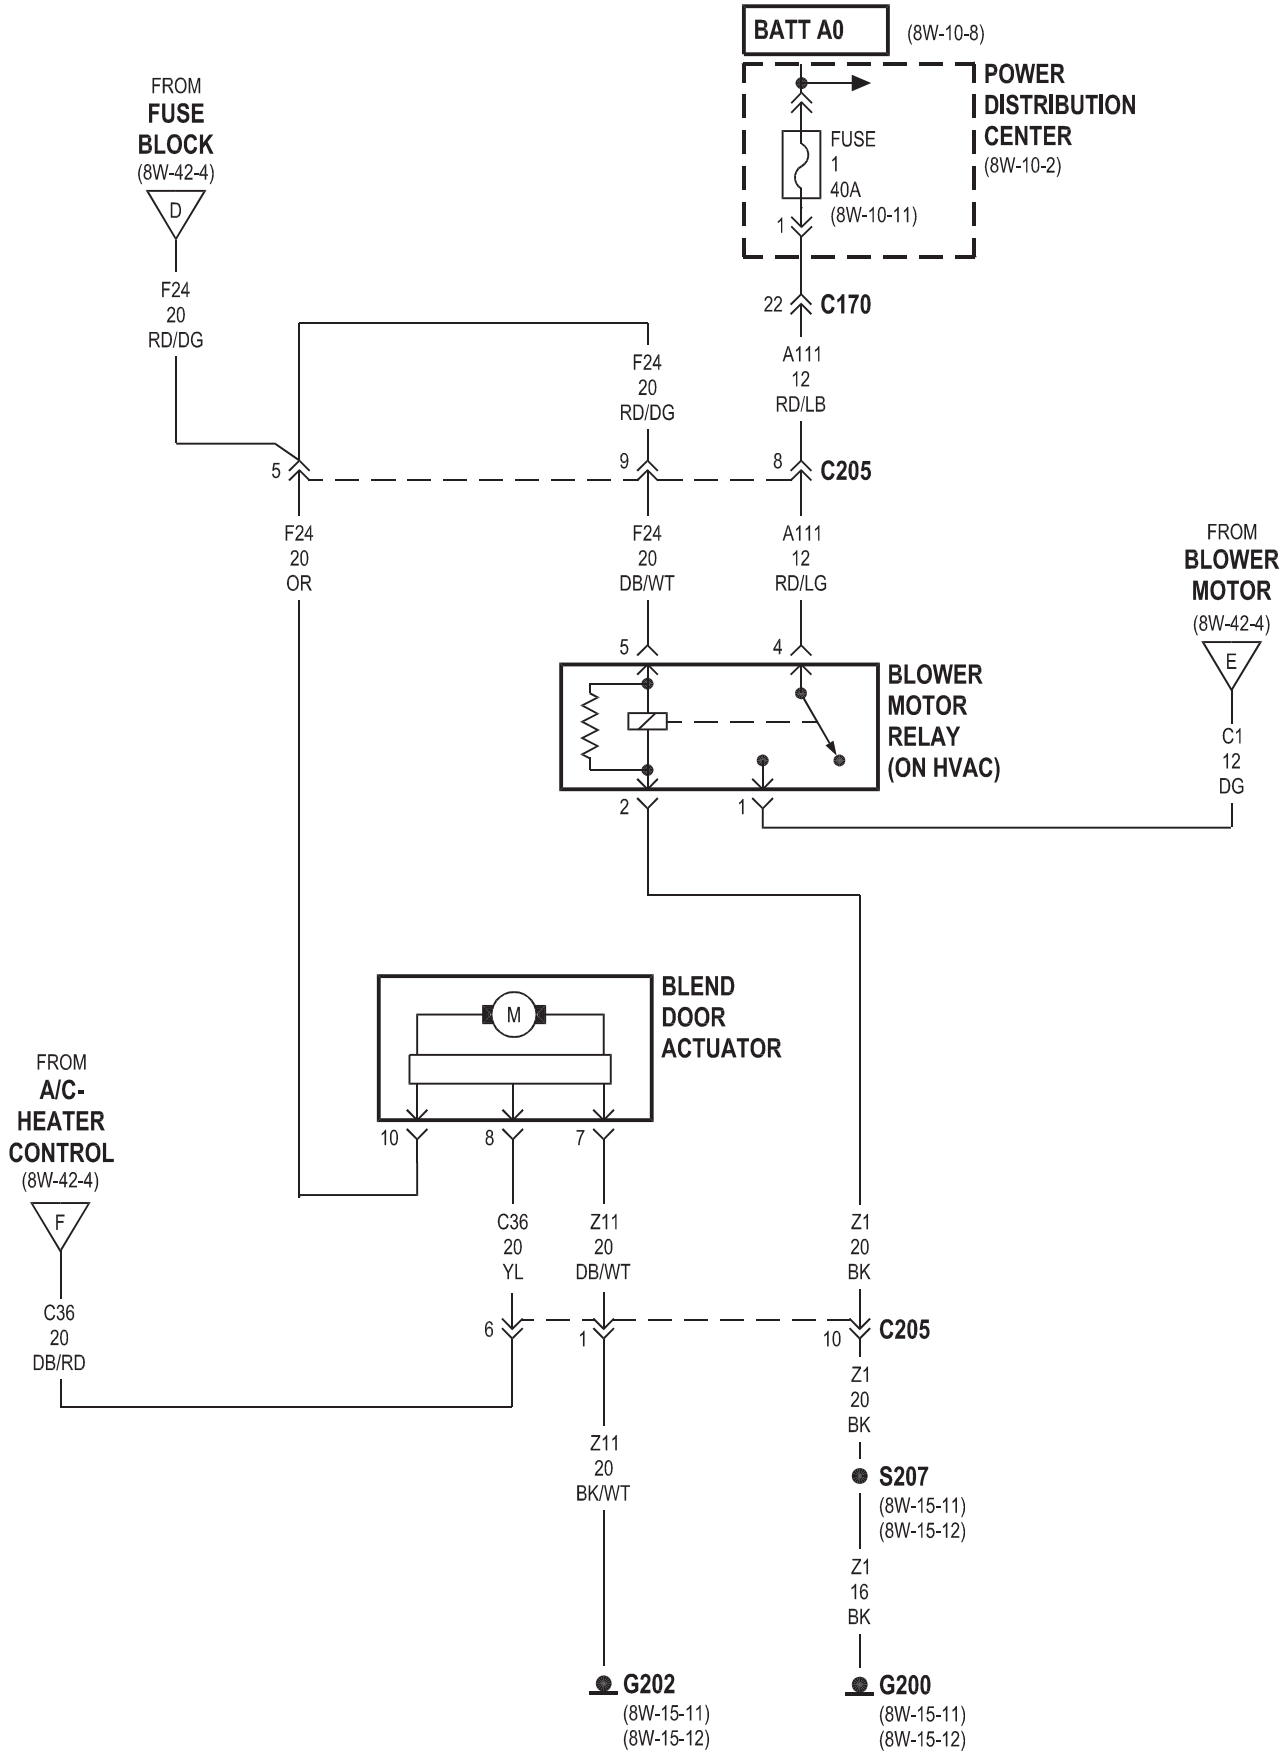 BATT A0
(8W-10-8)
POWER
DISTRIBUTION
CENTER
(8W-10-2)
FUSE
1
40A
(8W-10-11)
1
FROM
FUSE
BLOCK
(8W-42-4)
D
F24
20
RD/DG
22
C170
F24
20
RD/DG
A111
12
RD/LB
5
9
8
C205
F24
20
OR
F24
20
DB/WT
A111
12
RD/LG
FROM
BLOWER
MOTOR
(8W-42-4)
E
C1
12
DG
5
4
BLOWER
MOTOR
RELAY
(ON HVAC)
2
1
BLEND
DOOR
ACTUATOR
M
10
8
7
FROM
A/C-
HEATER
CONTROL
(8W-42-4)
F
C36
20
DB/RD
C36
20
YL
Z11
20
DB/WT
Z1
20
BK
6
1
10
C205
Z11
20
BK/WT
Z1
20
BK
S207
(8W-15-11)
(8W-15-12)
Z1
16
BK
G202
(8W-15-11)
(8W-15-12)
G200
(8W-15-11)
(8W-15-12)